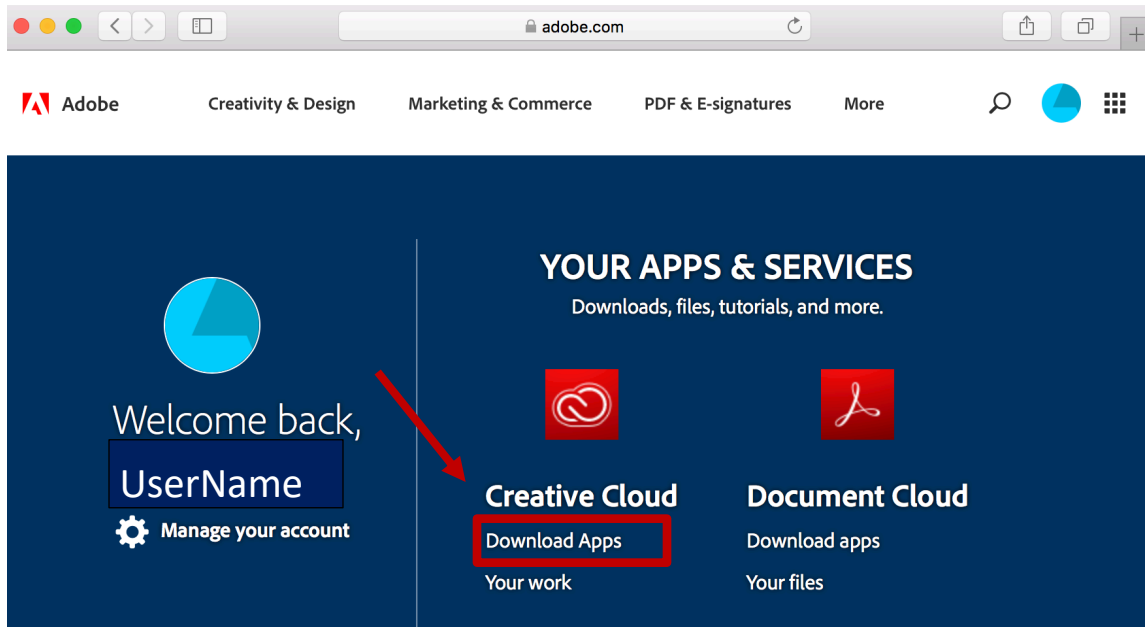 adobe.com
Adobe Creativity & Design Marketing & Commerce PDF & E-signatures More
YOUR APPS & SERVICES
Downloads, files, tutorials, and more.
Welcome back,
UserName
Manage your account
Creative Cloud
Download Apps
Your work
Document Cloud
Download apps
Your files